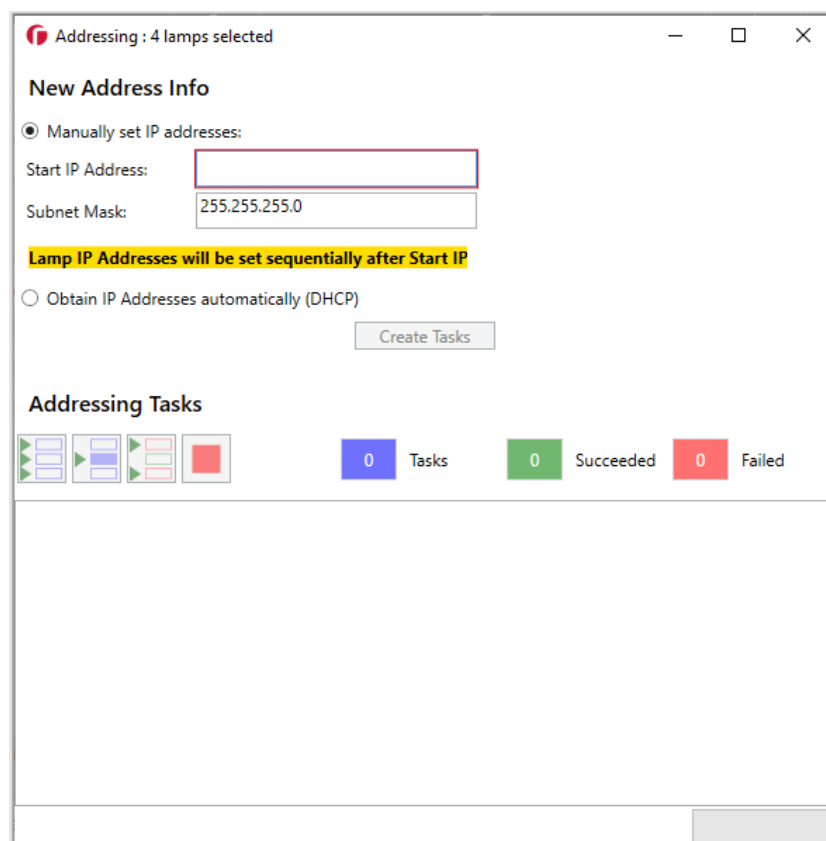 Addressing : 4 lamps selected
New Address Info
Manually set IP addresses:
Start IP Address:
Subnet Mask: 255.255.255.0
Lamp IP Addresses will be set sequentially after Start IP
Obtain IP Addresses automatically (DHCP)
Create Tasks
Addressing Tasks
0 Tasks 0 Succeeded 0 Failed